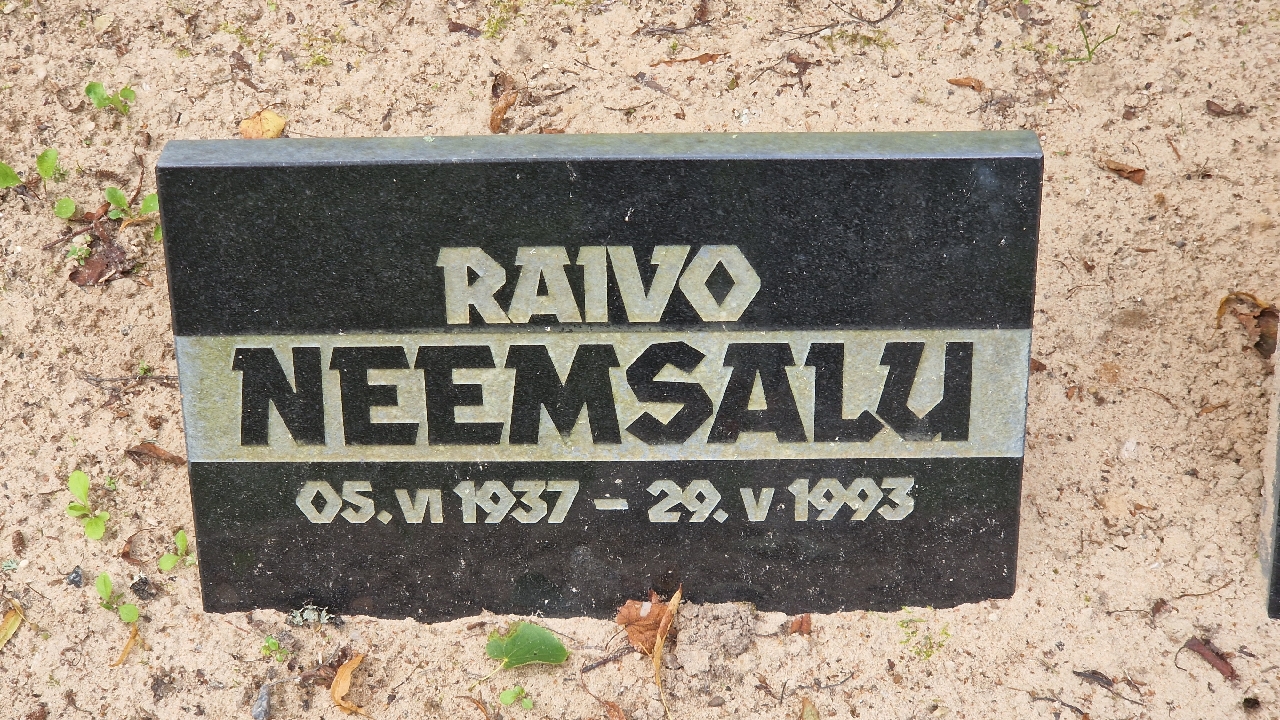 RAIVO
NEEMSALU
05. VI 1937 – 29. V 1993